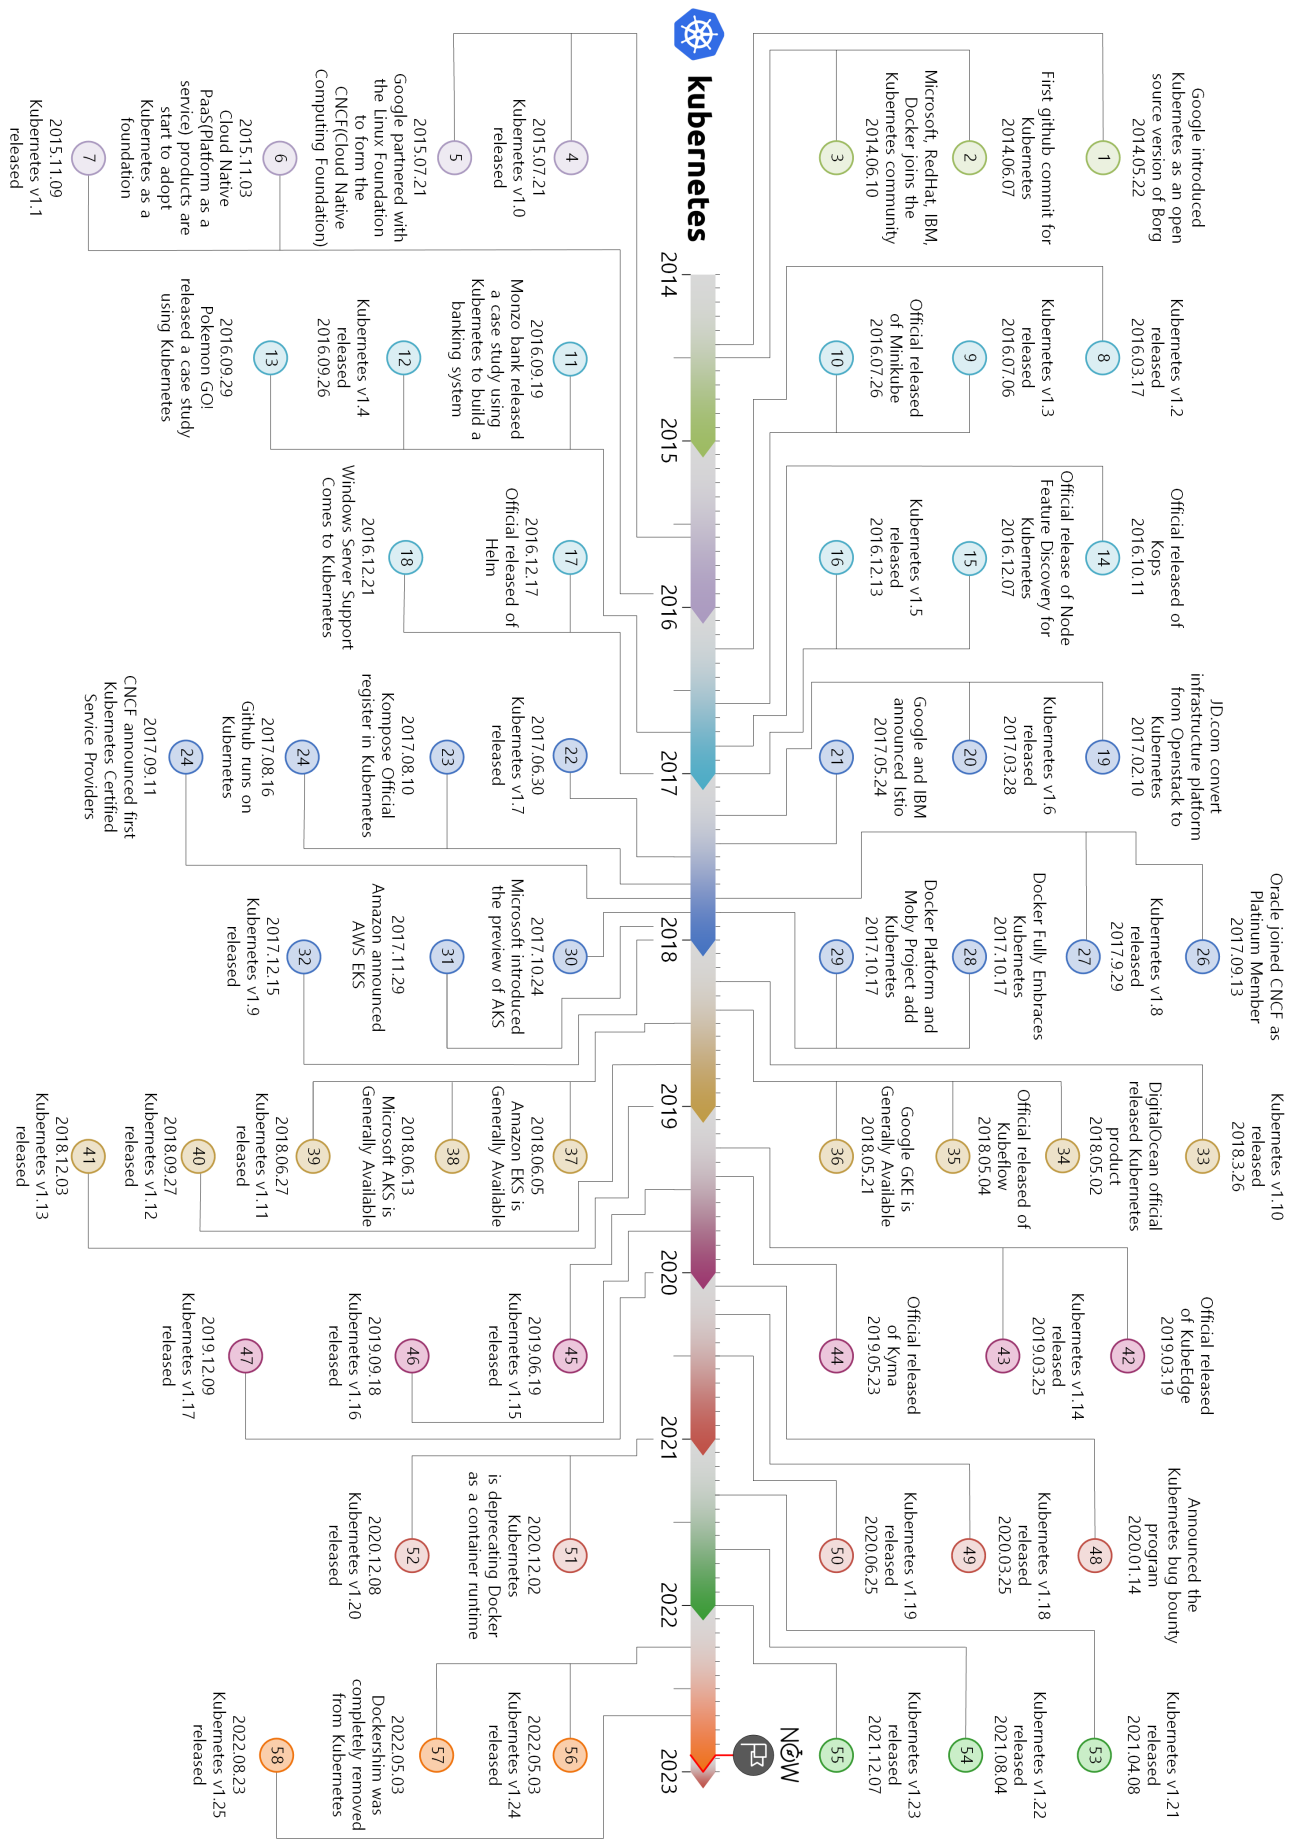 kubernetes
Google introduced
Kubernetes as an open
source version of Borg
2014.05.22
1
First github commit for
Kubernetes
2014.06.07
2
Microsoft, RedHat, IBM,
Docker joins the
Kubernetes community
2014.06.10
3
4
2015.07.21
Kubernetes v1.0
released
5
2015.07.21
Google partnered with
the Linux Foundation
to form the
CNCF(Cloud Native
Computing Foundation)
6
2015.11.03
Cloud Native
PaaS(Platform as a
service) products are
start to adopt
Kubernetes as a
foundation
7
2015.11.09
Kubernetes v1.1
released
Kubernetes v1.2
released
2016.03.17
8
Kubernetes v1.3
released
2016.07.06
9
Official released
of Minikube
2016.07.26
10
11
2016.09.19
Monzo bank released
a case study using
Kubernetes to build a
banking system
12
Kubernetes v1.4
released
2016.09.26
13
2016.09.29
Pokemon GO!
released a case study
using Kubernetes
Official released of
Kops
2016.10.11
14
Official release of Node
Feature Discovery for
Kubernetes
2016.12.07
15
Kubernetes v1.5
released
2016.12.13
16
17
2016.12.17
Official released of
Helm
18
2016.12.21
Windows Server Support
Comes to Kubernetes
JD.com convert
infrastructure platform
from Openstack to
Kubernetes
2017.02.10
19
Kubernetes v1.6
released
2017.03.28
20
Google and IBM
announced Istio
2017.05.24
21
22
2017.06.30
Kubernetes v1.7
released
23
2017.08.10
Kompose Official
register in Kubernetes
24
2017.08.16
Github runs on
Kubernetes
24
2017.09.11
CNCF announced first
Kubernetes Certified
Service Providers
Oracle joined CNCF as
Platinum Member
2017.09.13
26
Kubernetes v1.8
released
2017.9.29
27
Docker Fully Embraces
Kubernetes
2017.10.17
28
Docker Platform and
Moby Project add
Kubernetes
2017.10.17
29
30
2017.10.24
Microsoft introduced
the preview of AKS
31
2017.11.29
Amazon announced
AWS EKS
32
2017.12.15
Kubernetes v1.9
released
Kubernetes v1.10
released
2018.3.26
33
DigitalOcean official
released Kubernetes
product
2018.05.02
34
Official released of
Kubeflow
2018.05.04
35
Google GKE is
Generally Available
2018.05.21
36
37
2018.06.05
Amazon EKS is
Generally Available
38
2018.06.13
Microsoft AKS is
Generally Available
39
2018.06.27
Kubernetes v1.11
released
40
2018.09.27
Kubernetes v1.12
released
41
2018.12.03
Kubernetes v1.13
released
Official released
of KubeEdge
2019.03.19
42
Kubernetes v1.14
released
2019.03.25
43
Official released
of Kyma
2019.05.23
44
45
2019.06.19
Kubernetes v1.15
released
46
2019.09.18
Kubernetes v1.16
released
47
2019.12.09
Kubernetes v1.17
released
Announced the
Kubernetes bug bounty
program
2020.01.14
48
Kubernetes v1.18
released
2020.03.25
49
Kubernetes v1.19
released
2020.06.25
50
51
2020.12.02
Kubernetes
is deprecating Docker
as a container runtime
52
2020.12.08
Kubernetes v1.20
released
Kubernetes v1.21
released
2021.04.08
53
Kubernetes v1.22
released
2021.08.04
54
Kubernetes v1.23
released
2021.12.07
55
56
2022.05.03
Kubernetes v1.24
released
57
2022.05.03
Dockershim was
completely removed
from Kubernetes
58
2022.08.23
Kubernetes v1.25
released
2014
2015
2016
2017
2018
2019
2020
2021
2022
2023
NOW